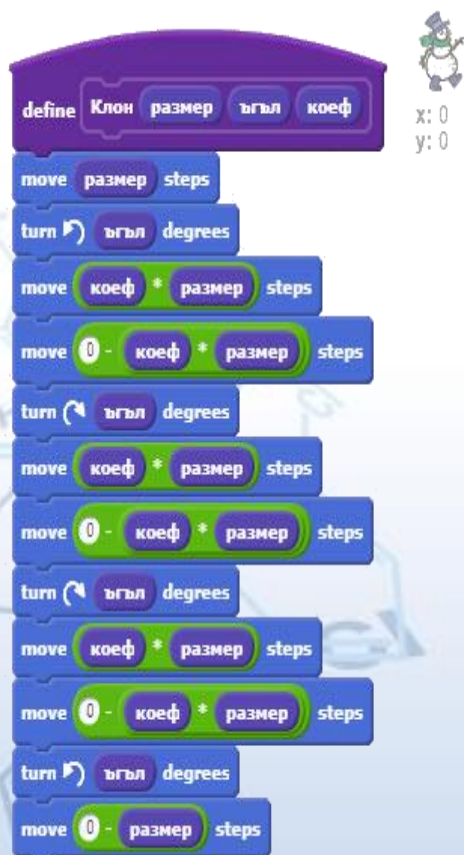 define Клон размер ъгъл коеф
x: 0
y: 0
move размер steps
turn ъгъл degrees
move коеф * размер steps
move 0 - коеф * размер steps
turn ъгъл degrees
move коеф * размер steps
move 0 - коеф * размер steps
turn ъгъл degrees
move коеф * размер steps
move 0 - коеф * размер steps
turn ъгъл degrees
move 0 - размер steps